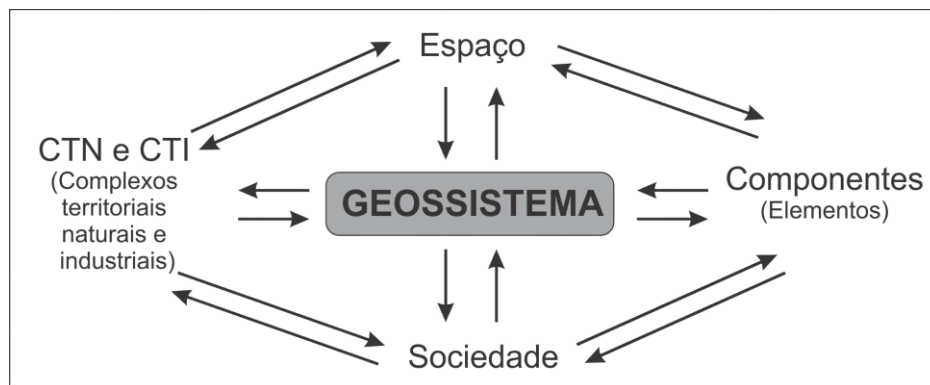 Espaço
CTN e CTI
(Complexos
territoriais
naturais e
industriais)
GEOSSISTEMA
Componentes
(Elementos)
Sociedade